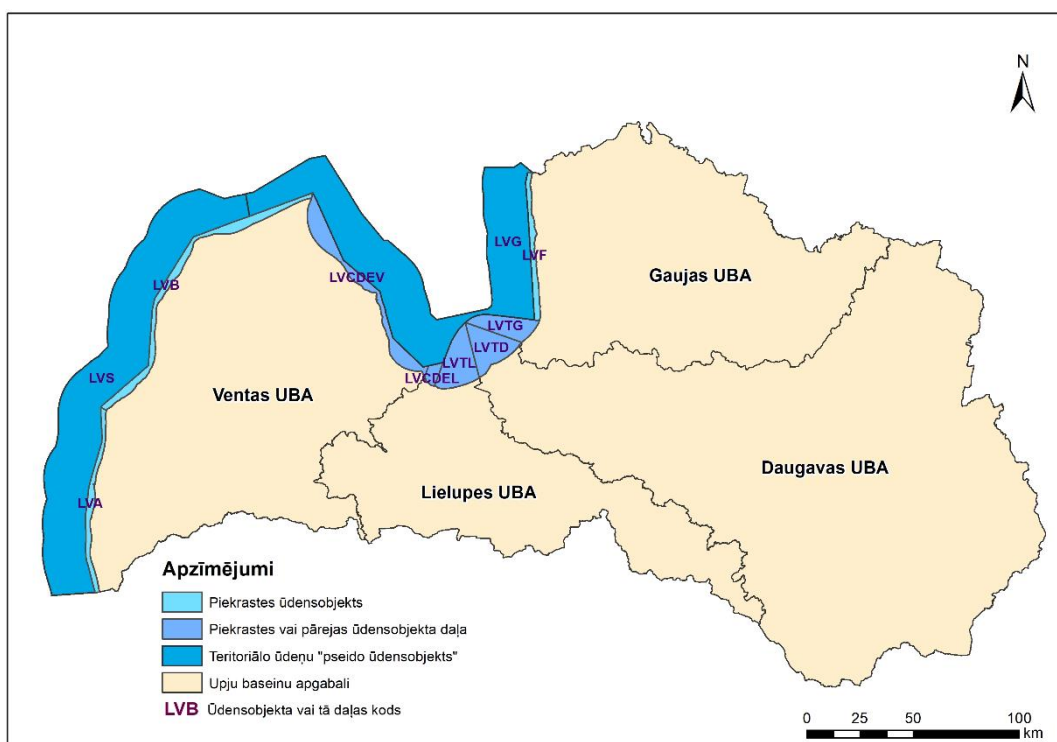 N
LVG
LVF
LVCDEV
Gaujas UBA
LVB
LVTG
LVTD
LVTL
LVCDEL
LVS
Ventas UBA
Daugavas UBA
Lielupes UBA
LVA
Apzīmējumi
Piekrastes ūdensobjekts
Piekrastes vai pārejas ūdensobjekta daļa
Teritoriālo ūdeņu "pseido ūdensobjekts"
Upju baseinu apgabali
LVB Ūdensobjekta vai tā daļas kods
0 25 50 100
km